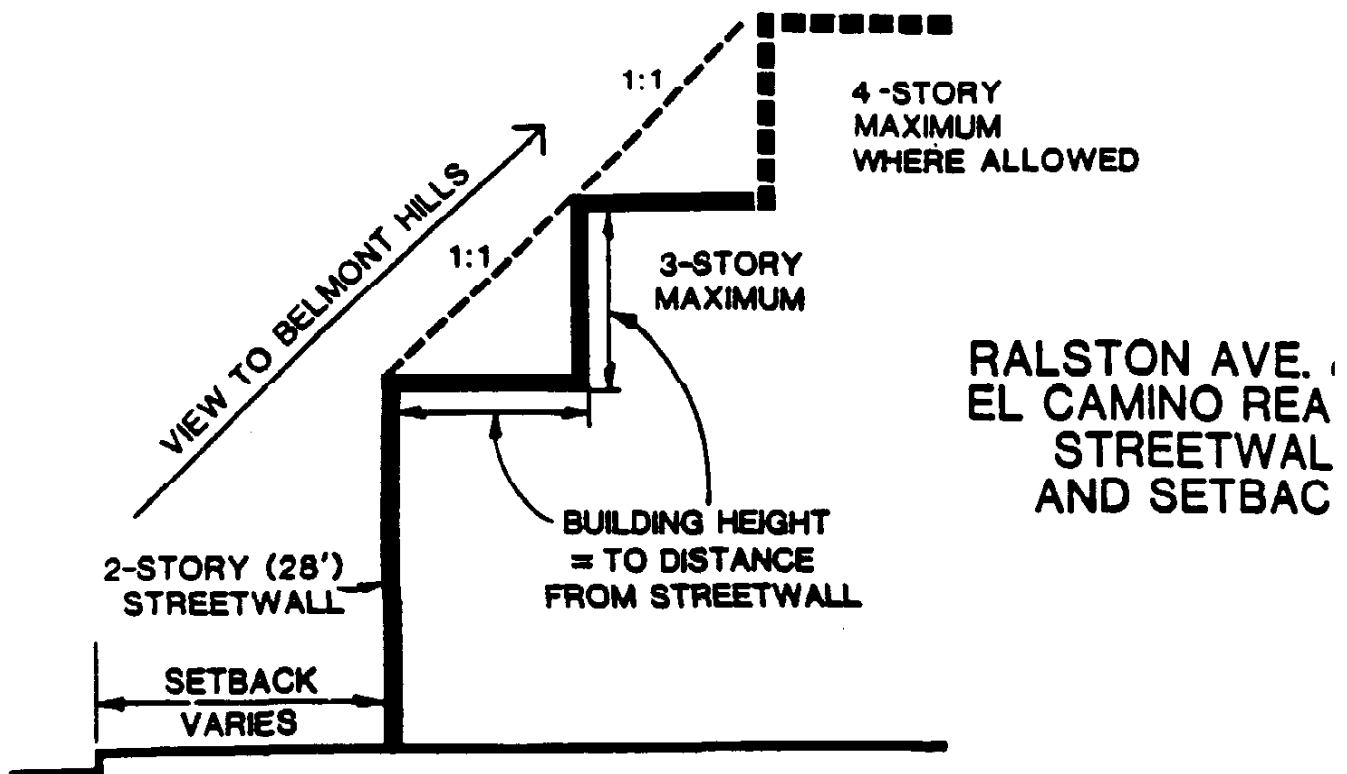 1:1
4-STORY
MAXIMUM
WHERE ALLOWED
VIEW TO BELMONT HILLS
1:1
3-STORY
MAXIMUM
RALSTON AVE.
EL CAMINO REA
STREETWAL
AND SETBAC
BUILDING HEIGHT
= TO DISTANCE
FROM STREETWALL
2-STORY (28')
STREETWALL
SETBACK
VARIES